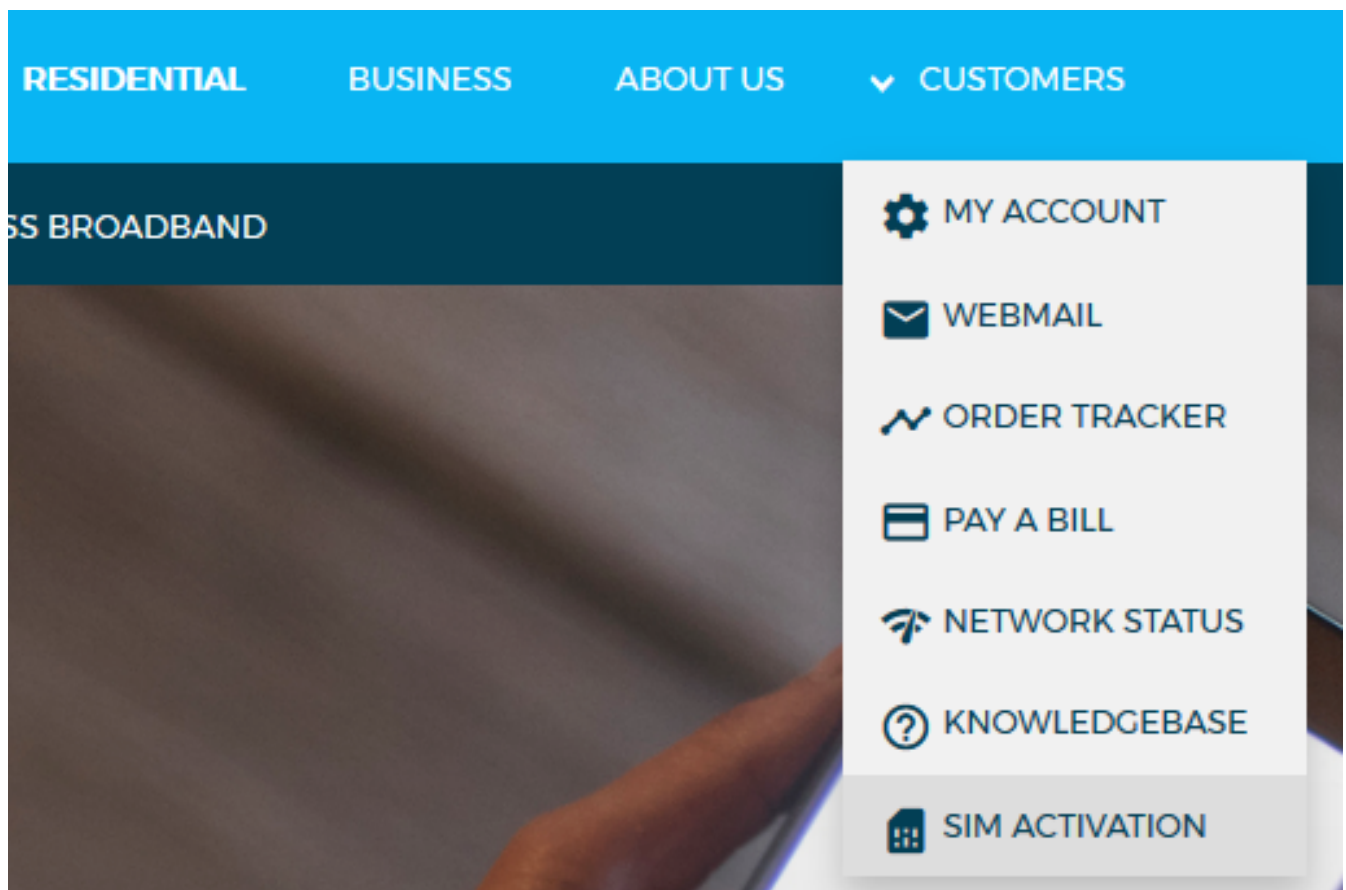 RESIDENTIAL BUSINESS ABOUT US CUSTOMERS
SS BROADBAND
MY ACCOUNT
WEBMAIL
ORDER TRACKER
PAY A BILL
NETWORK STATUS
KNOWLEDGEBASE
SIM ACTIVATION